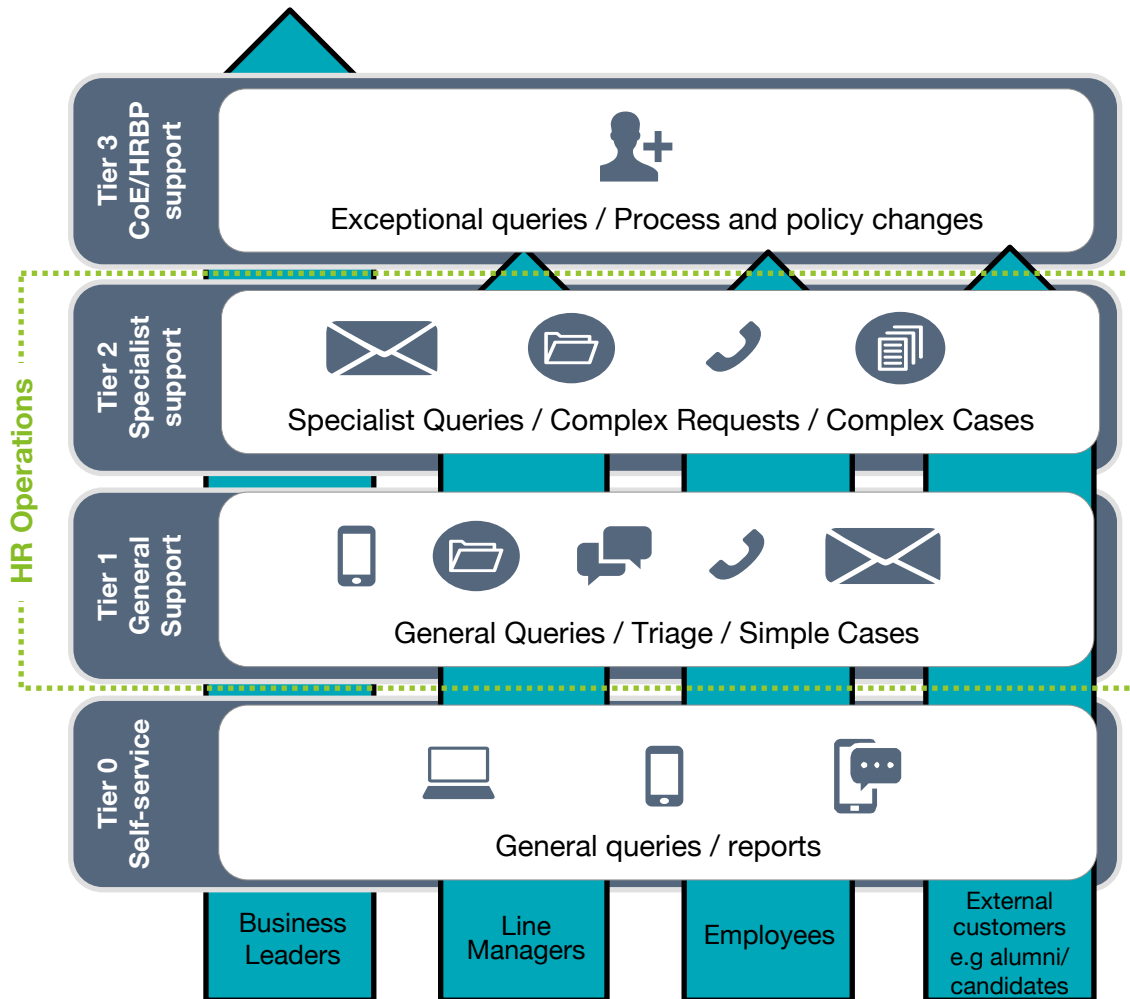 Tier 3
CoE/HRBP
support
Exceptional queries / Process and policy changes
HR Operations
Tier 2
Specialist
support
Specialist Queries / Complex Requests / Complex Cases
Tier 1
General
Support
General Queries / Triage / Simple Cases
Tier 0
Self-service
General queries / reports
Business
Leaders
Line
Managers
Employees
External
customers
e.g alumni/
candidates